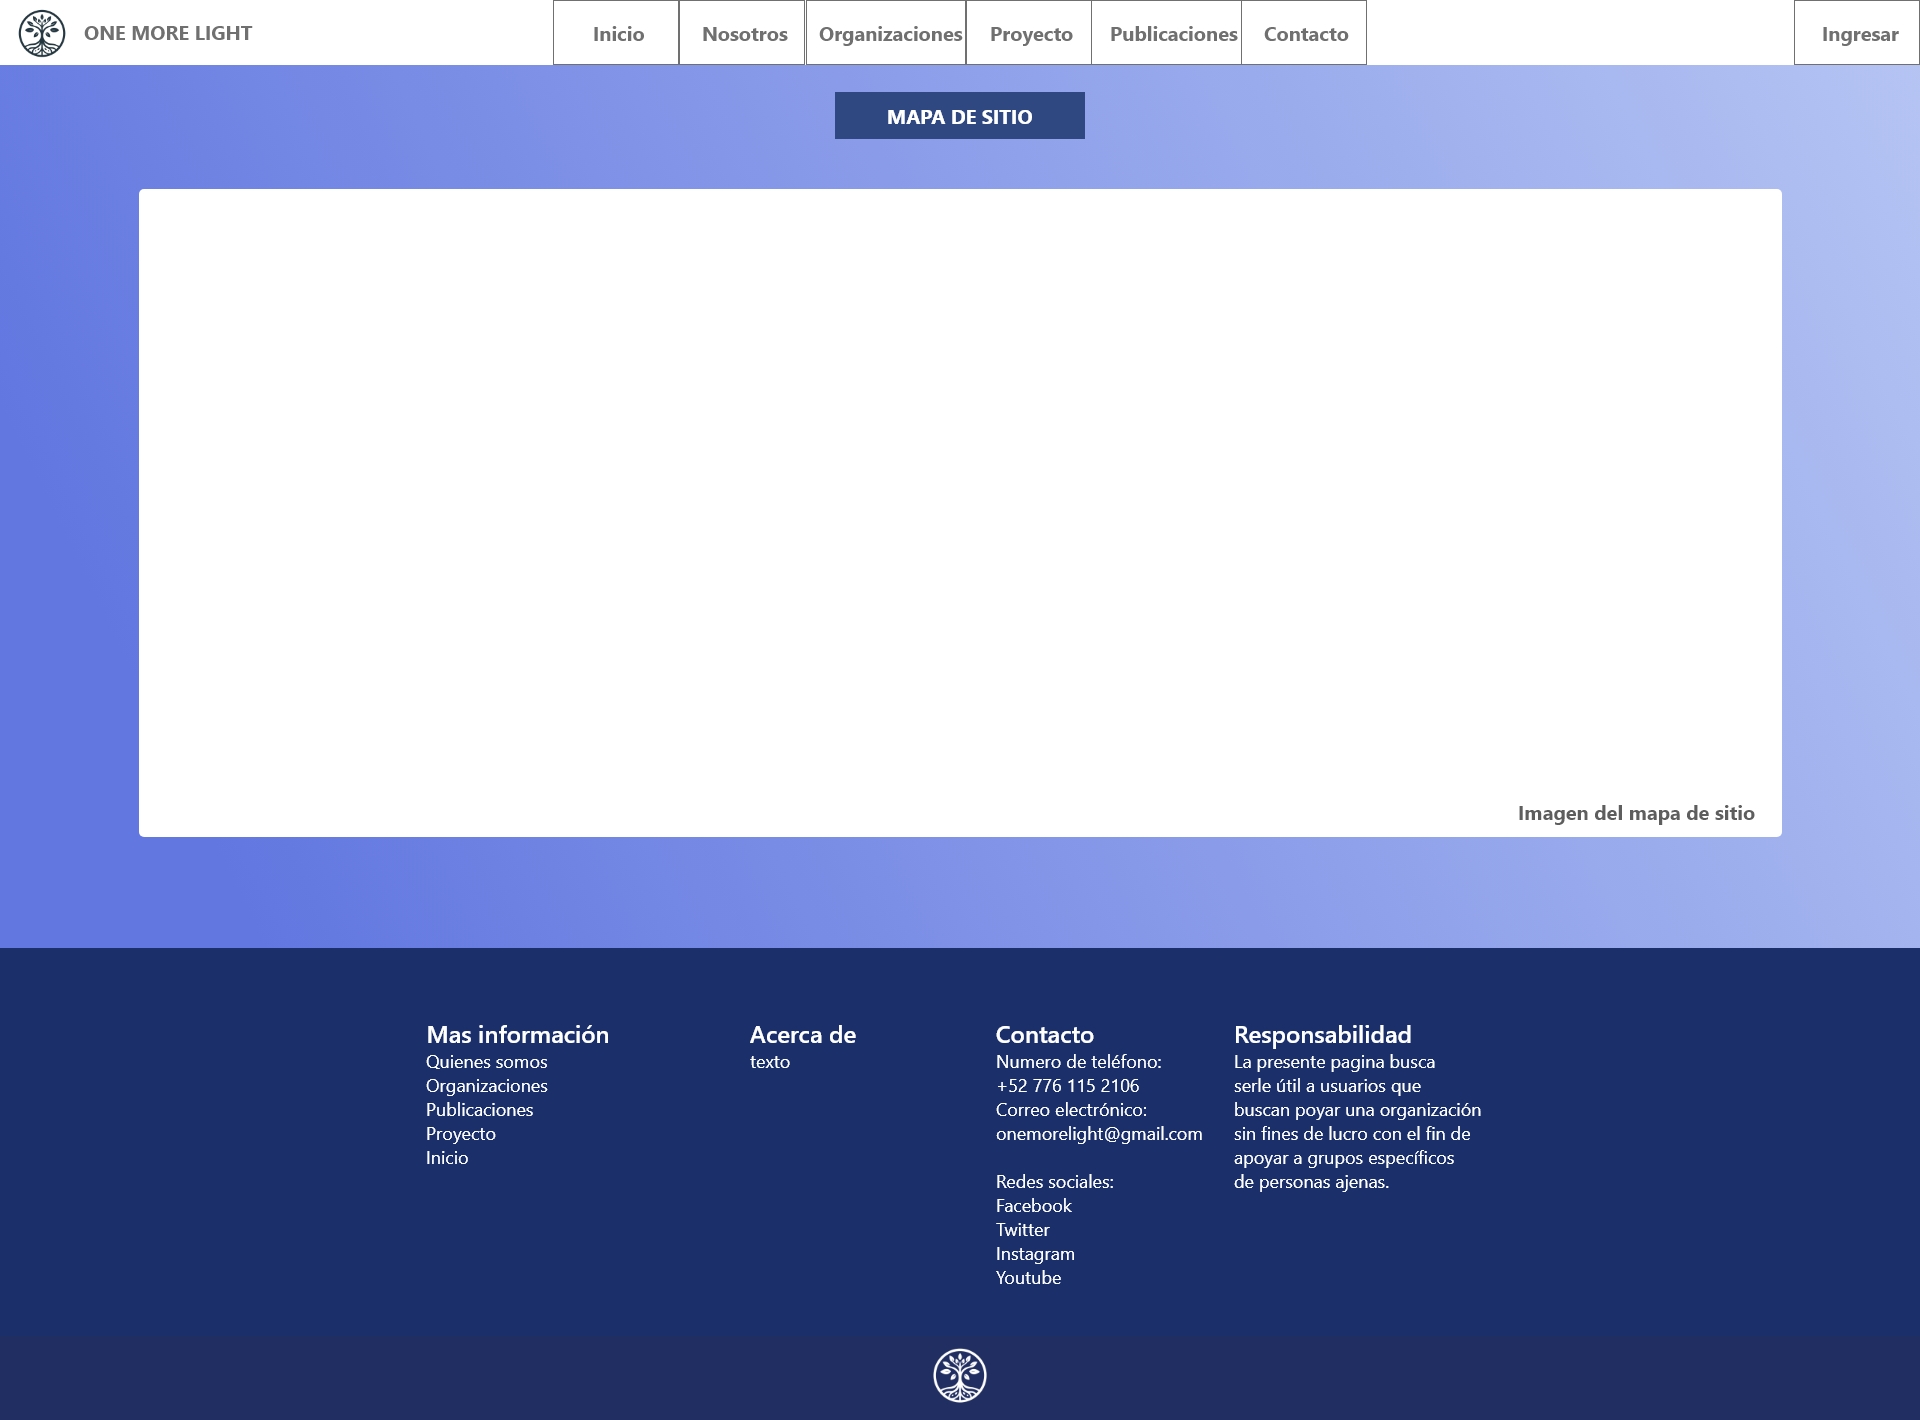 ONE MORE LIGHT
Inicio
Nosotros
Organizaciones
Proyecto
Publicaciones
Contacto
Ingresar
MAPA DE SITIO
Imagen del mapa de sitio
Mas información
Quienes somos
Organizaciones
Publicaciones
Proyecto
Inicio
Acerca de
texto
Contacto
Numero de teléfono:
+52 776 115 2106
Correo electrónico:
onemorelight@gmail.com
Redes sociales:
Facebook
Twitter
Instagram
Youtube
Responsabilidad
La presente pagina busca
serle útil a usuarios que
buscan poyar una organización
sin fines de lucro con el fin de
apoyar a grupos específicos
de personas ajenas.